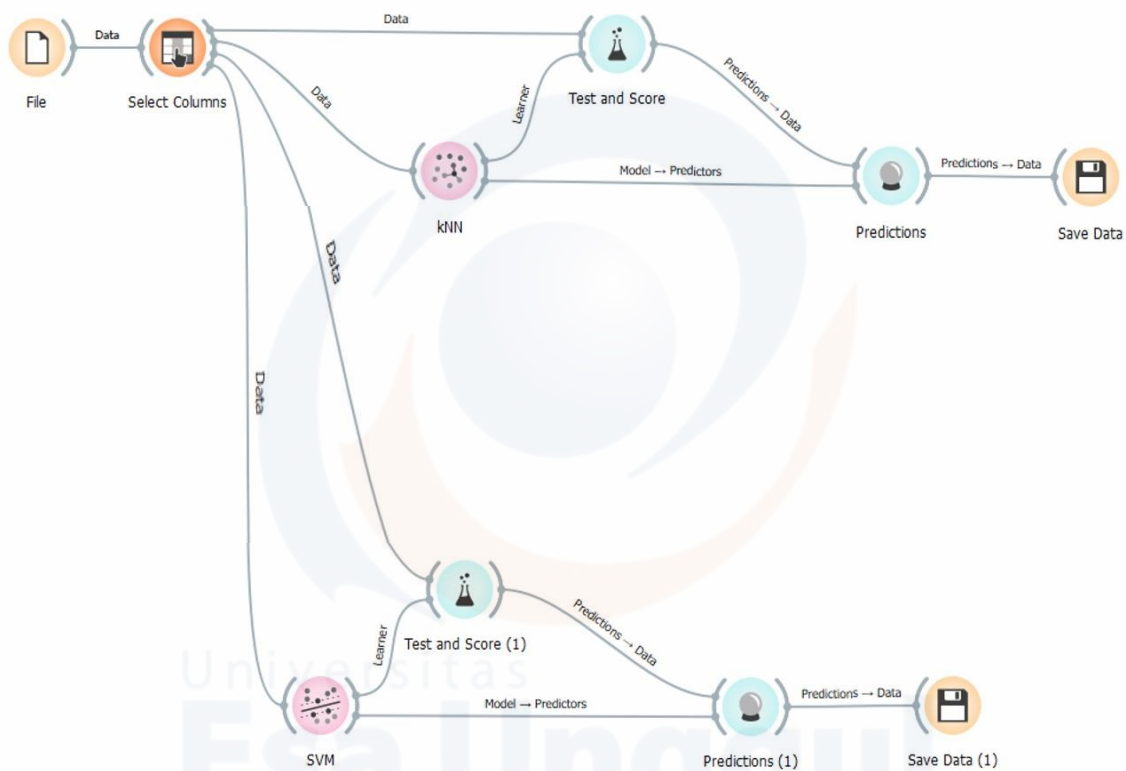 Data
Data
File
Select Columns
Data
Learner
Test and Score
Predictions → Data
kNN
Model → Predictors
Predictions
Predictions → Data
Save Data
Data
Data
Test and Score (1)
Learner
Predictions → Data
Universitas
Esa Unggul
SVM
Model → Predictors
Predictions (1)
Predictions → Data
Save Data (1)